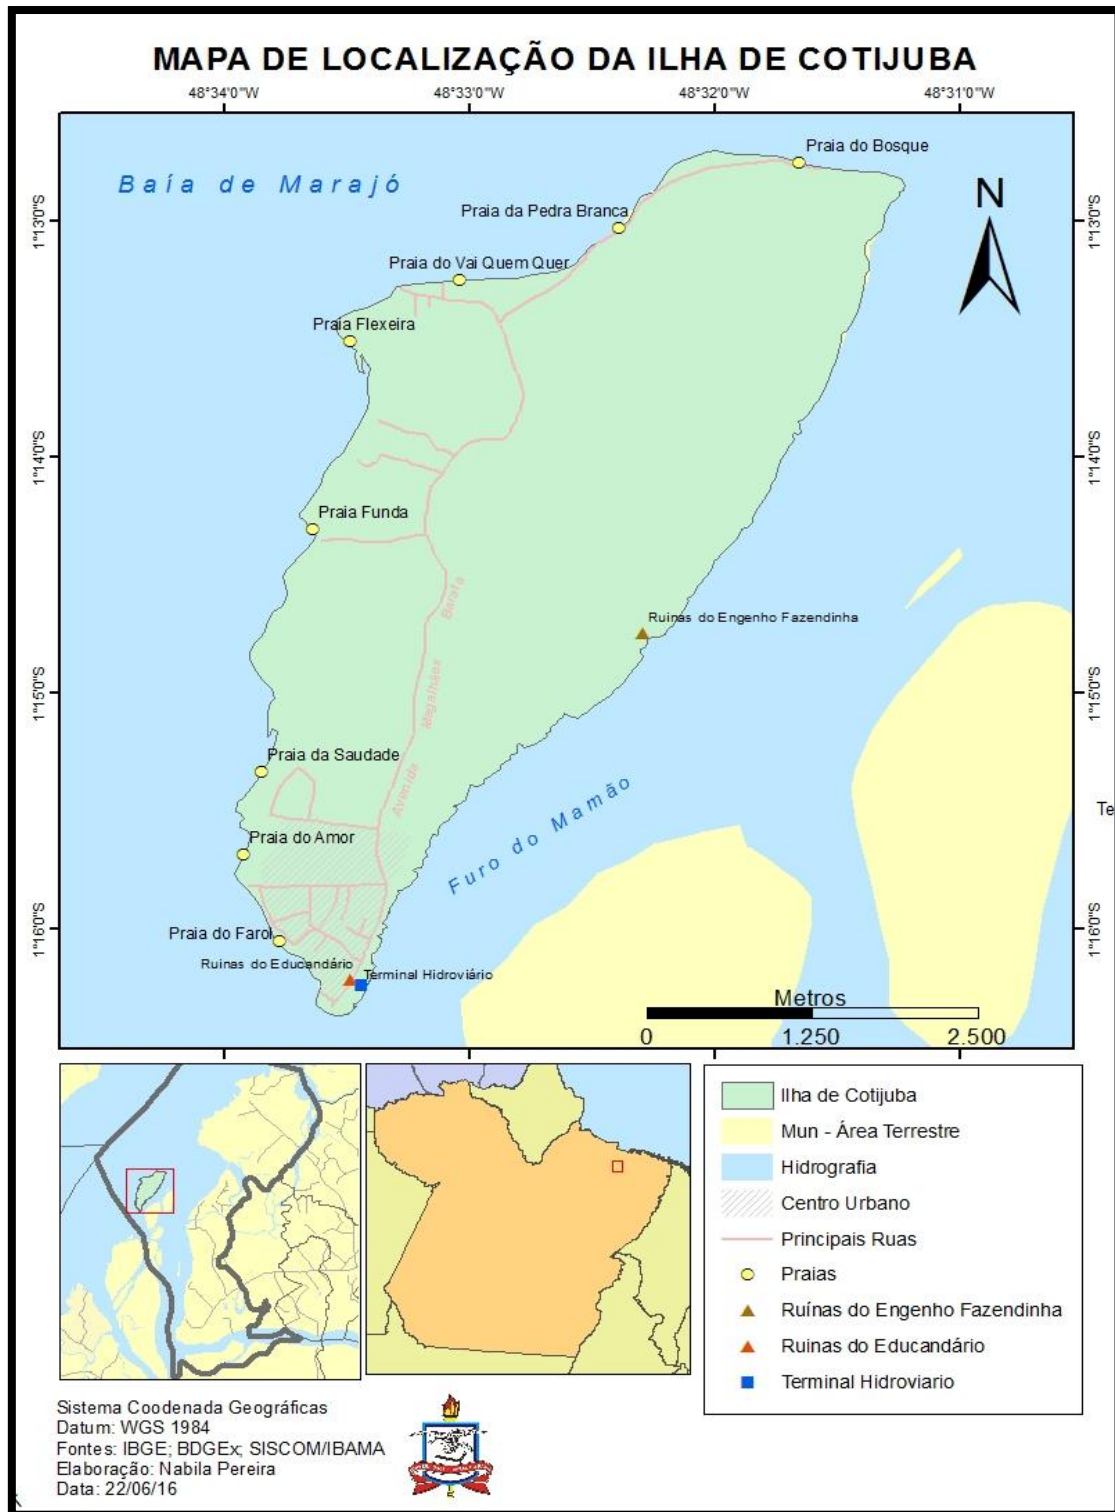 MAPA DE LOCALIZAÇÃO DA ILHA DE COTIJUBA
48°34'0"W 48°33'0"W 48°32'0"W 48°31'0"W
Praia do Bosque
Baía de Marajó
N
Praia da Pedra Branca
1°13'0"S 1°13'0"S
Praia do Vai Quem Quer
Praia Flexeira
1°14'0"S 1°14'0"S
Praia Funda
Avenida Magalhães Barata
Ruinas do Engenho Fazendinha
1°15'0"S 1°15'0"S
Praia da Saudade
Furo do Mamão
Te
Praia do Amor
1°16'0"S 1°16'0"S
Praia do Farol
Ruinas do Educandário
Terminal Hidroviário
Metros
0 1.250 2.500
Ilha de Cotijuba
Mun - Área Terrestre
Hidrografia
Centro Urbano
Principais Ruas
Praias
Ruínas do Engenho Fazendinha
Ruinas do Educandário
Terminal Hidroviario
Sistema Coodenada Geográficas
Datum: WGS 1984
Fontes: IBGE; BDGEx; SISCOM/IBAMA
Elaboração: Nabila Pereira
Data: 22/06/16